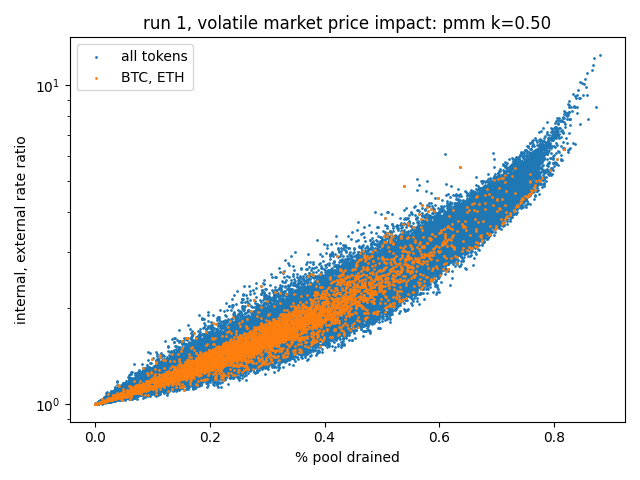 run 1, volatile market price impact: pmm k=0.50
all tokens
BTC, ETH
internal, external rate ratio
10¹
10⁰
0.0 0.2 0.4 0.6 0.8
% pool drained